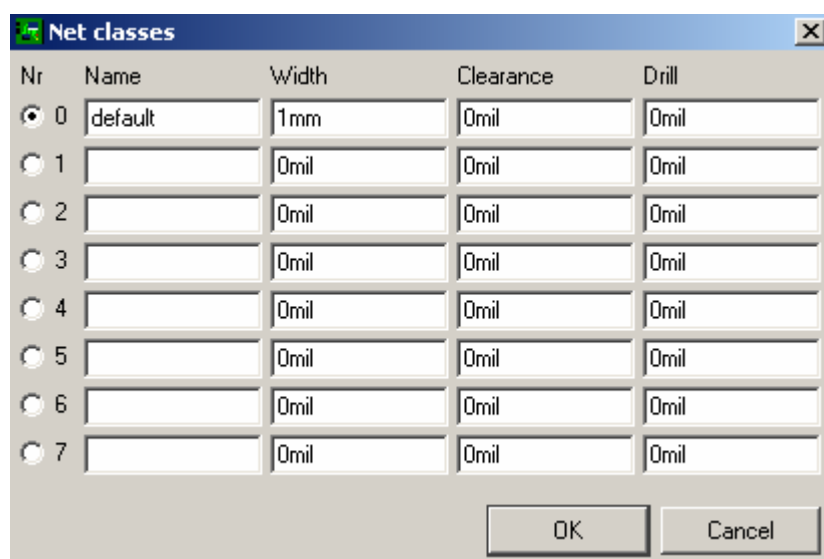 Net classes
Nr Name Width Clearance Drill
0 default 1mm 0mil 0mil
1 0mil 0mil 0mil
2 0mil 0mil 0mil
3 0mil 0mil 0mil
4 0mil 0mil 0mil
5 0mil 0mil 0mil
6 0mil 0mil 0mil
7 0mil 0mil 0mil
OK Cancel